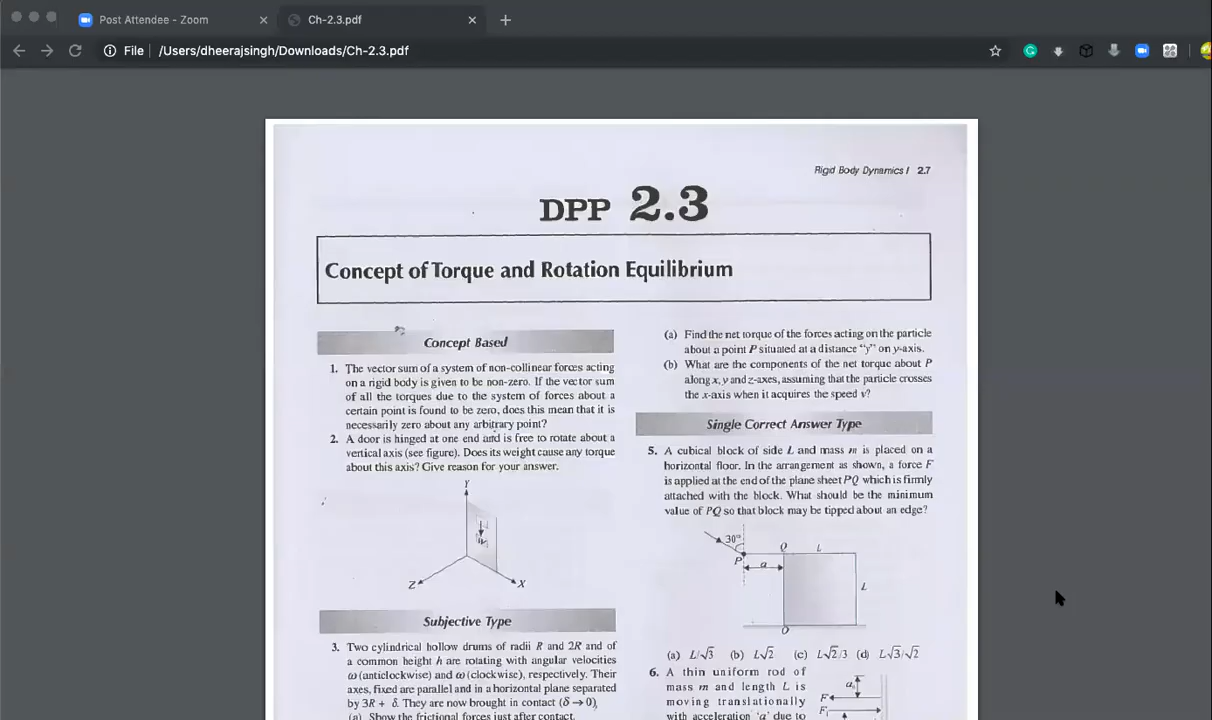 Post Attendee - Zoom
Ch-2.3.pdf
File | /Users/dheerajsingh/Downloads/Ch-2.3.pdf
Rigid Body Dynamics I 2.7
DPP 2.3
Concept of Torque and Rotation Equilibrium
Concept Based
1. The vector sum of a system of non-collinear forces acting
on a rigid body is given to be non-zero. If the vector sum
of all the torques due to the system of forces about a
certain point is found to be zero, does this mean that it is
necessarily zero about any arbitrary point?
2. A door is hinged at one end and is free to rotate about a
vertical axis (see figure). Does its weight cause any torque
about this axis? Give reason for your answer.
Y
W
Z
X
Subjective Type
3. Two cylindrical hollow drums of radii R and 2R and of
a common height h are rotating with angular velocities
ω (anticlockwise) and ω (clockwise), respectively. Their
axes, fixed are parallel and in a horizontal plane separated
by 3R + δ. They are now brought in contact (δ → 0),
(a) Show the frictional forces just after contact.
(a) Find the net torque of the forces acting on the particle
about a point P situated at a distance “y” on y-axis.
(b) What are the components of the net torque about P
along x, y and z-axes, assuming that the particle crosses
the x-axis when it acquires the speed v?
Single Correct Answer Type
5. A cubical block of side L and mass m is placed on a
horizontal floor. In the arrangement as shown, a force F
is applied at the end of the plane sheet PQ which is firmly
attached with the block. What should be the minimum
value of PQ so that block may be tipped about an edge?
30°
Q
L
P
a
L
O
(a) L/√3 (b) L√2 (c) L√2/3 (d) L√3/√2
6. A thin uniform rod of
mass m and length L is
moving translationally
with acceleration ‘a’ due to
a
F
F₁